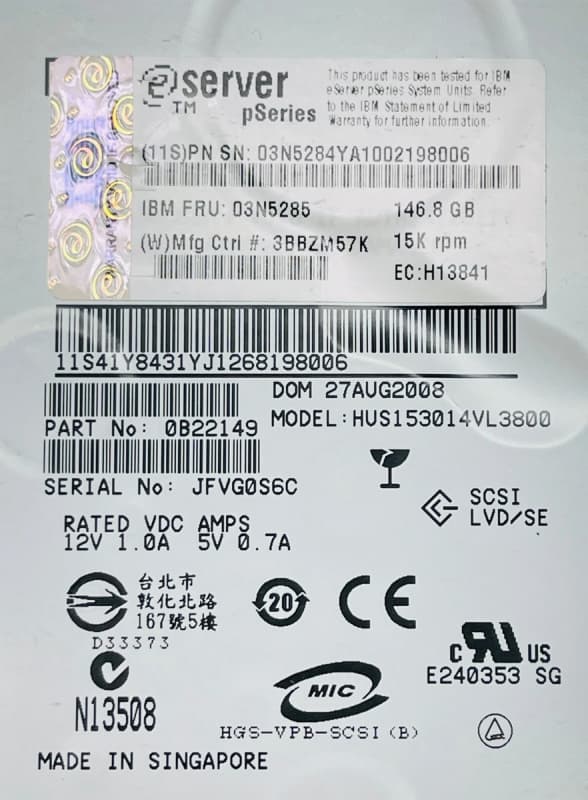 eserver
TM pSeries
This product has been tested for IBM
eServer pSeries System Units. Refer
to the IBM Statement of Limited
Warranty for further information.
(11S)PN SN: 03N5284YA1002198006
IBM FRU: 03N5285 146.8 GB
(W)Mfg Ctrl #: 3BBZM57K 15K rpm
EC:H13841
11S41Y8431YJ1268198006
DOM 27AUG2008
PART No: 0B22149 MODEL:HUS153014VL3800
SERIAL No: JFVG0S6C
SCSI
LVD/SE
RATED VDC AMPS
12V 1.0A 5V 0.7A
台北市
敦化北路
167號5樓
D33373
20
CE
c RU US
E240353 SG
N13508
MIC
HGS-VPB-SCSI(B)
MADE IN SINGAPORE